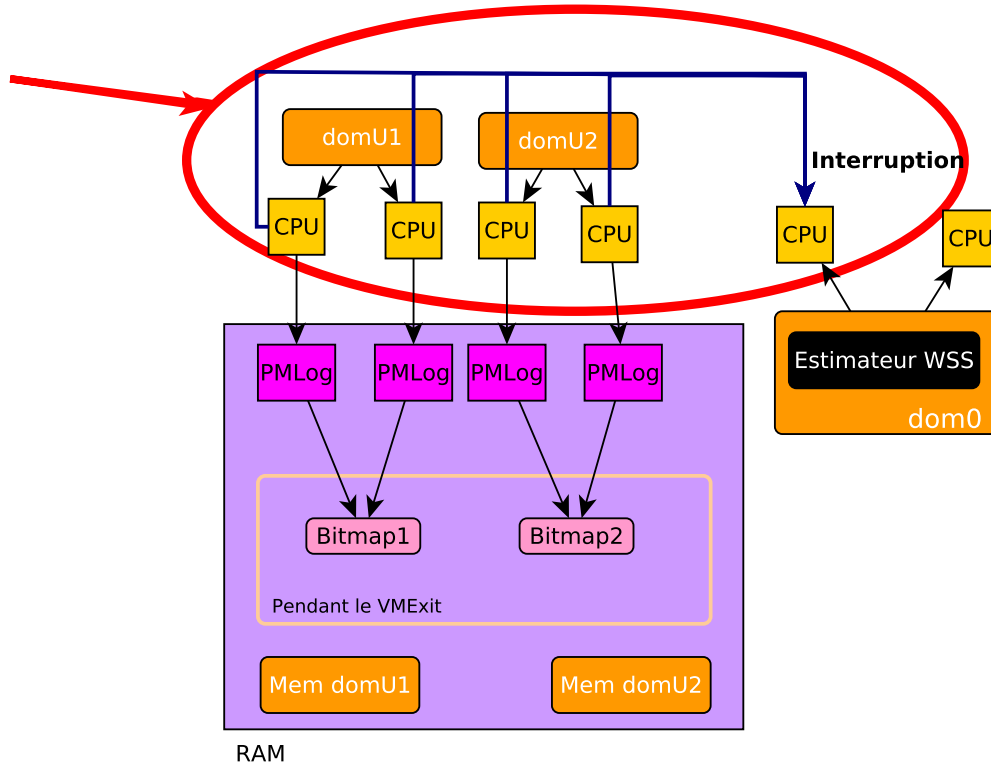 domU1
domU2
Interruption
CPU
CPU
CPU
CPU
CPU
CPU
PMLog
PMLog
PMLog
PMLog
Estimateur WSS
dom0
Bitmap1
Bitmap2
Pendant le VMExit
Mem domU1
Mem domU2
RAM